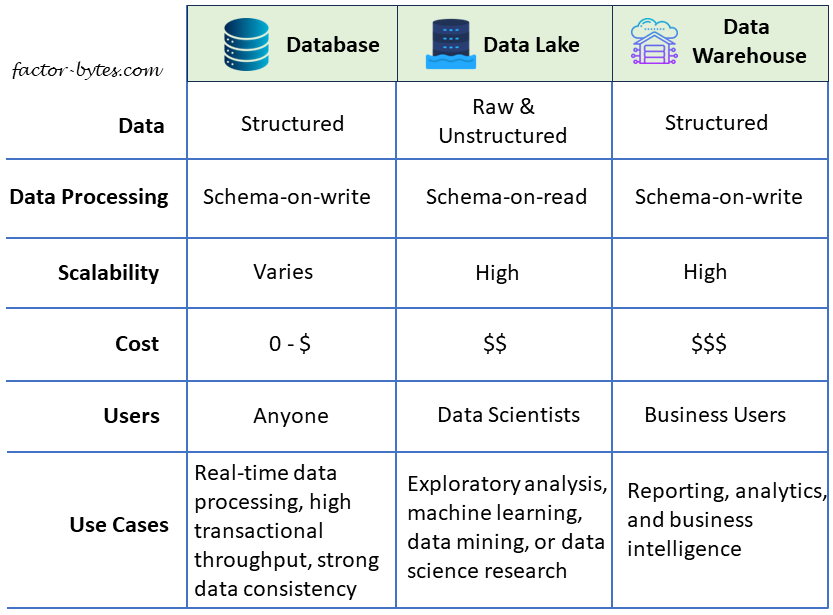 factor-bytes.com
Database
Data Lake
Data
Warehouse
Data
Structured
Raw &
Unstructured
Structured
Data Processing
Schema-on-write
Schema-on-read
Schema-on-write
Scalability
Varies
High
High
Cost
0 - $
$$
$$$
Users
Anyone
Data Scientists
Business Users
Use Cases
Real-time data
processing, high
transactional
throughput, strong
data consistency
Exploratory analysis,
machine learning,
data mining, or data
science research
Reporting, analytics,
and business
intelligence